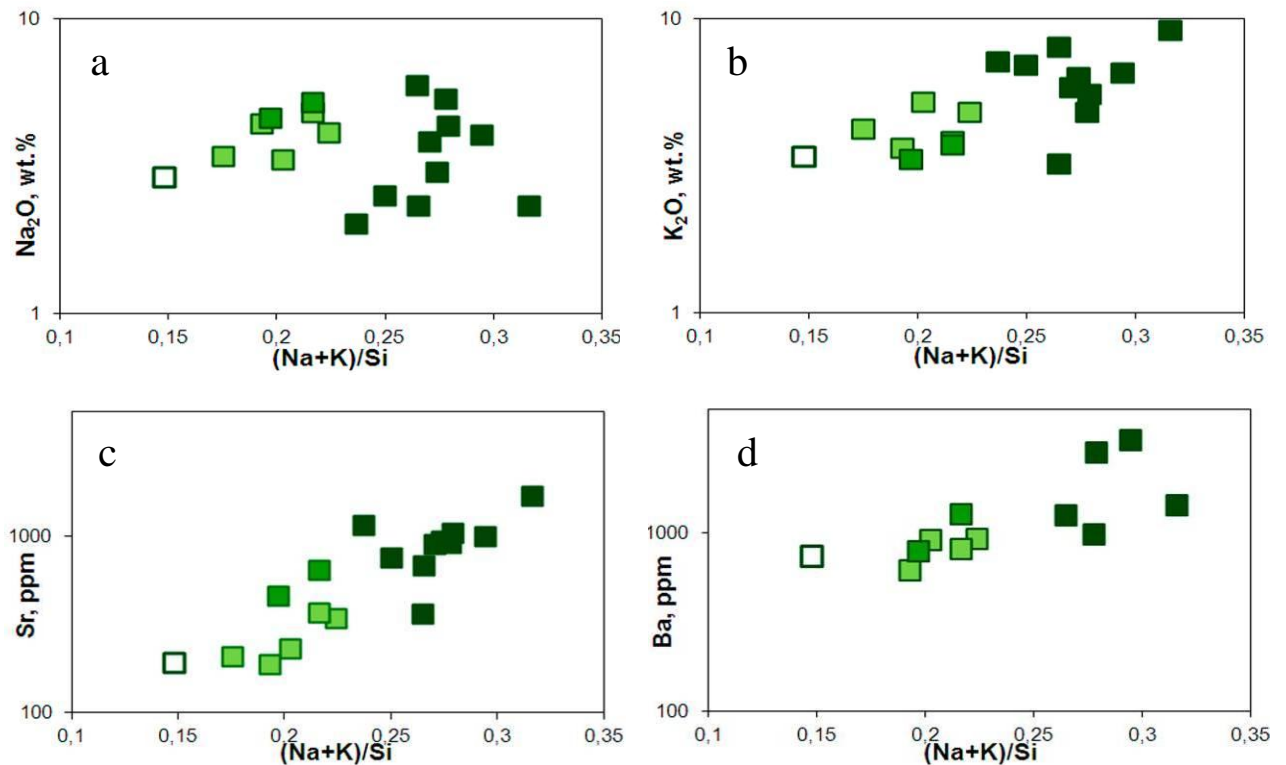 10
a
Na₂O, wt.%
1
0,1 0,15 0,2 0,25 0,3 0,35
(Na+K)/Si
10
b
K₂O, wt.%
1
0,1 0,15 0,2 0,25 0,3 0,35
(Na+K)/Si
c
1000
Sr, ppm
100
0,1 0,15 0,2 0,25 0,3 0,35
(Na+K)/Si
d
1000
Ba, ppm
100
0,1 0,15 0,2 0,25 0,3 0,35
(Na+K)/Si